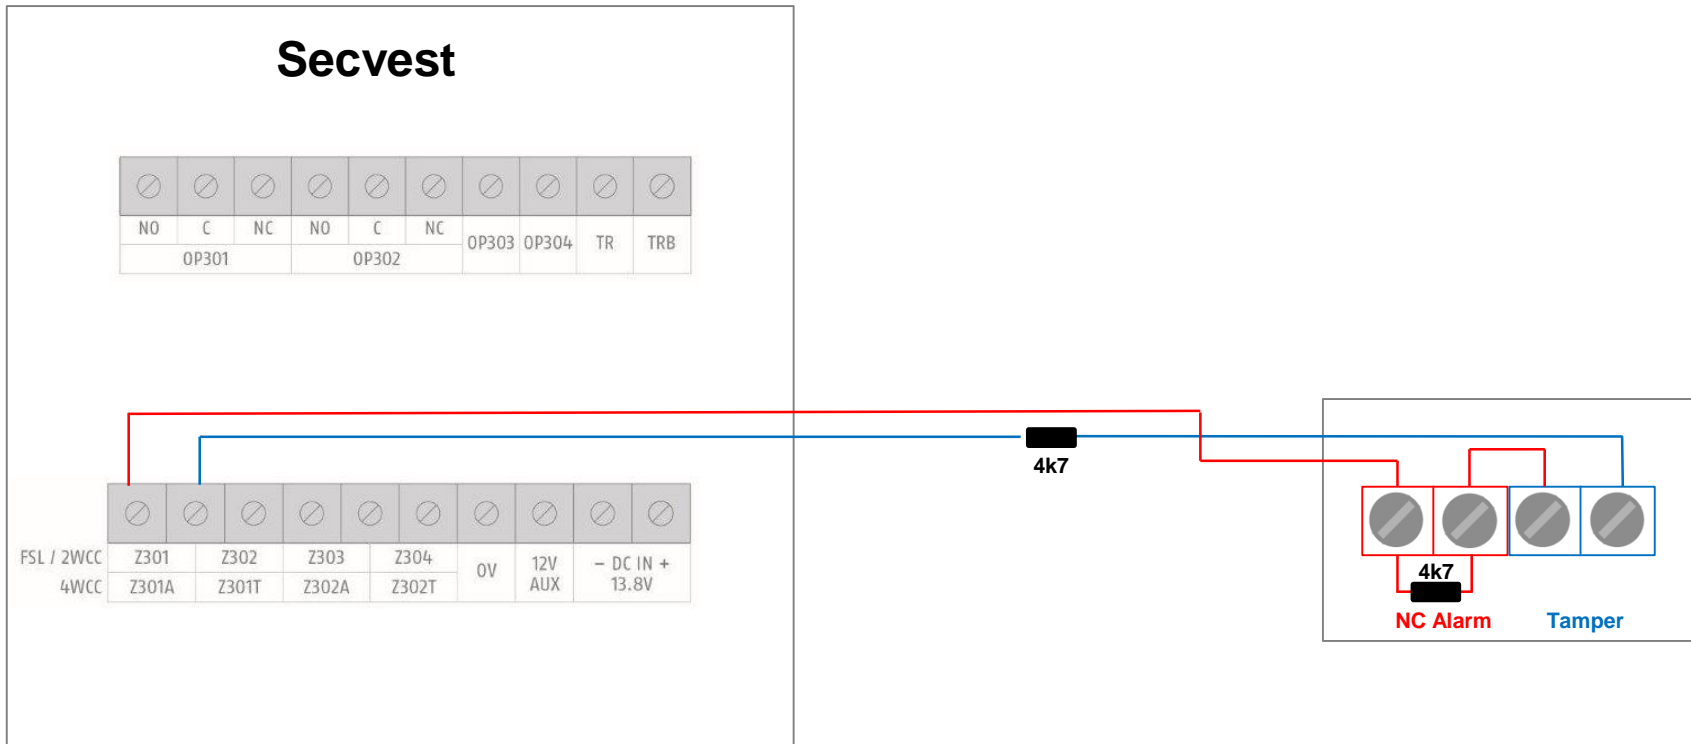 Secvest
NO C NC NO C NC OP303 OP304 TR TRB
OP301 OP302
4k7
FSL / 2WCC Z301 Z302 Z303 Z304 0V 12V AUX – DC IN + 13.8V
4WCC Z301A Z301T Z302A Z302T
4k7
NC Alarm Tamper